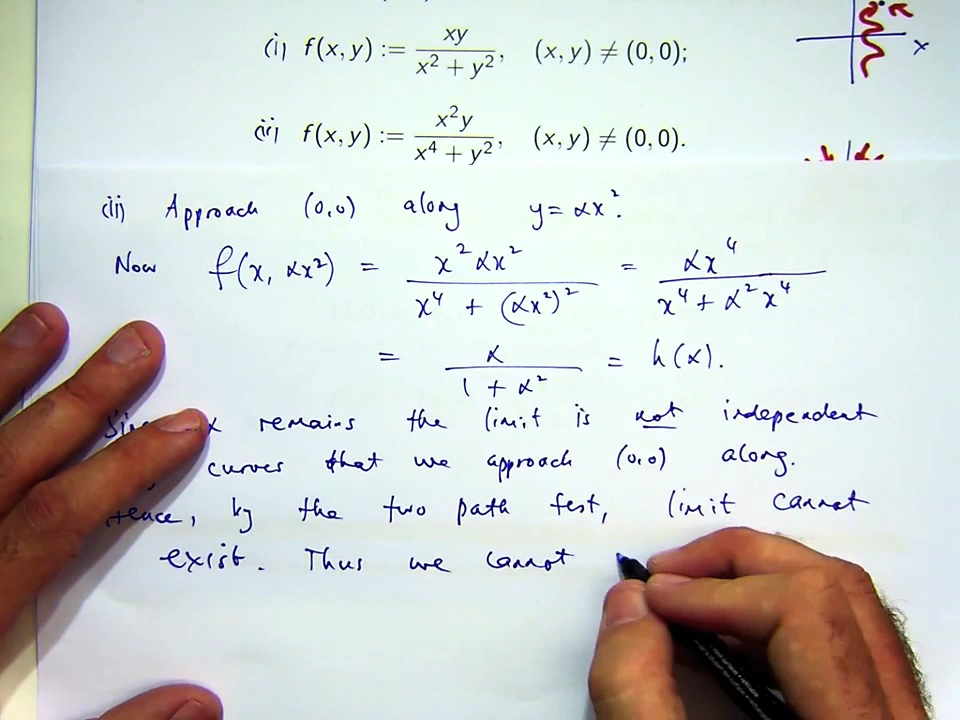 (i) f(x, y) := xy / (x² + y²), (x, y) ≠ (0, 0);
x
(ii) f(x, y) := x²y / (x⁴ + y²), (x, y) ≠ (0, 0).
(ii) Approach (0,0) along y = αx².
Now f(x, αx²) = x² αx² / (x⁴ + (αx²)²) = αx⁴ / (x⁴ + α²x⁴)
= α / (1 + α²) = h(α).
α remains the limit is not independent
curves that we approach (0,0) along.
Hence, by the two path test, limit cannot
exist. Thus we cannot